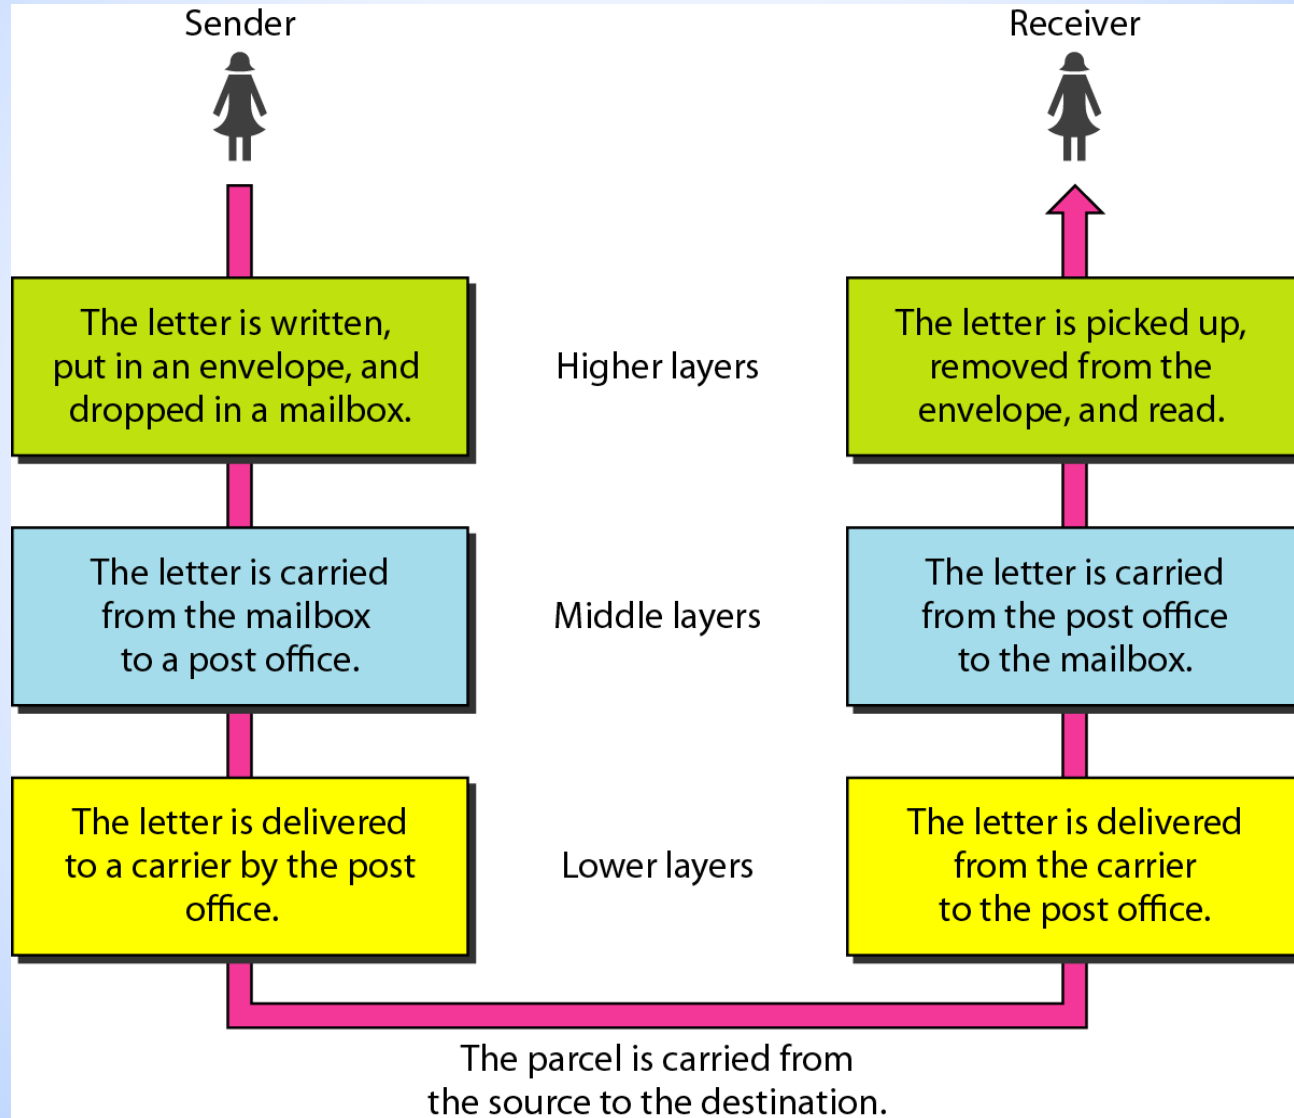 Sender
Receiver
The letter is written,
put in an envelope, and
dropped in a mailbox.
Higher layers
The letter is picked up,
removed from the
envelope, and read.
The letter is carried
from the mailbox
to a post office.
Middle layers
The letter is carried
from the post office
to the mailbox.
The letter is delivered
to a carrier by the post
office.
Lower layers
The letter is delivered
from the carrier
to the post office.
The parcel is carried from
the source to the destination.